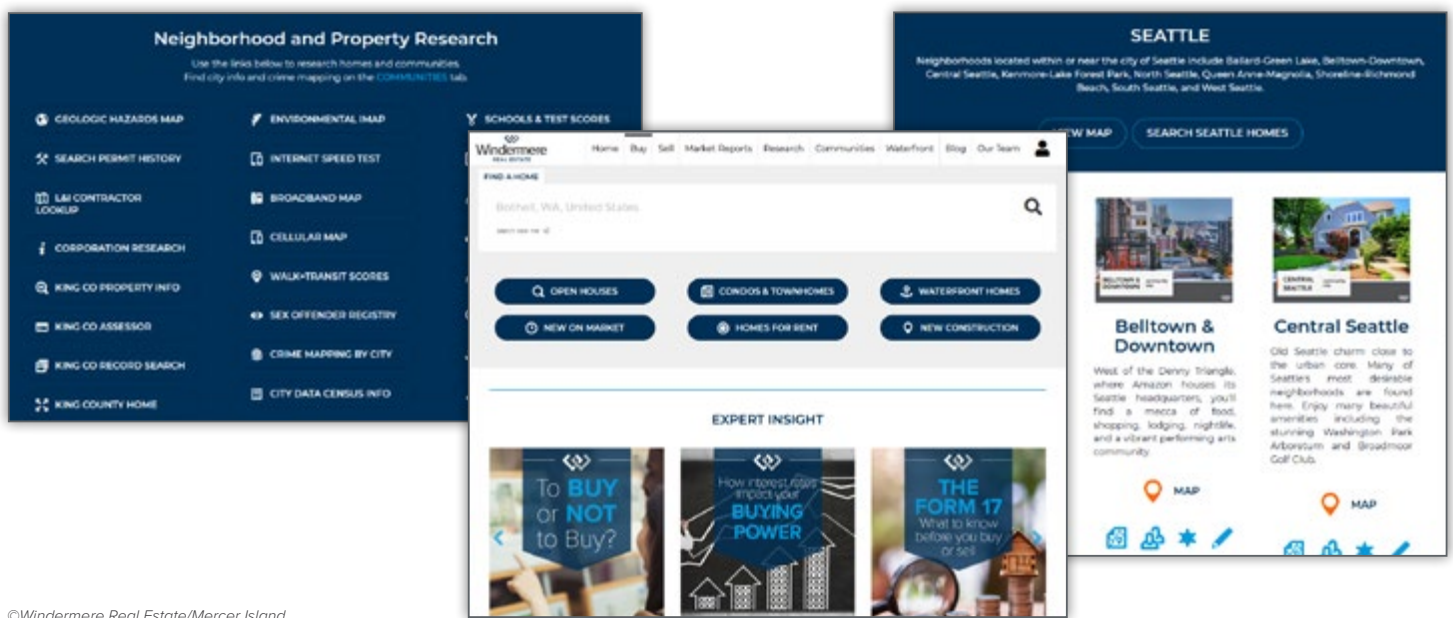 Neighborhood and Property Research
Use the links below to research homes and communities.
Find city info and crime mapping on the COMMUNITIES tab.
GEOLOGIC HAZARDS MAP
SEARCH PERMIT HISTORY
L&I CONTRACTOR
LOOKUP
CORPORATION RESEARCH
KING CO PROPERTY INFO
KING CO ASSESSOR
KING CO RECORD SEARCH
KING COUNTY HOME
ENVIRONMENTAL IMAP
INTERNET SPEED TEST
BROADBAND MAP
CELLULAR MAP
WALK+TRANSIT SCORES
SEX OFFENDER REGISTRY
CRIME MAPPING BY CITY
CITY DATA CENSUS INFO
SCHOOLS & TEST SCORES
Windermere
REAL ESTATE
Home Buy Sell Market Reports Research Communities Waterfront Blog Our Team
FIND A HOME
Bothell, WA, United States
OPEN HOUSES
CONDOS & TOWNHOMES
WATERFRONT HOMES
NEW ON MARKET
HOMES FOR RENT
NEW CONSTRUCTION
EXPERT INSIGHT
To BUY
or NOT
to Buy?
How interest rates
impact your
BUYING
POWER
THE
FORM 17
What to know
before you buy
or sell
SEATTLE
Neighborhoods located within or near the city of Seattle include Ballard-Green Lake, Belltown-Downtown,
Central Seattle, Kenmore-Lake Forest Park, North Seattle, Queen Anne-Magnolia, Shoreline-Richmond
Beach, South Seattle, and West Seattle.
MAP
SEARCH SEATTLE HOMES
BELLTOWN &
DOWNTOWN
CENTRAL
SEATTLE
Belltown &
Downtown
West of the Denny Triangle,
where Amazon houses its
Seattle headquarters, you'll
find a mecca of food,
shopping, lodging, nightlife,
and a vibrant performing arts
community.
MAP
Central Seattle
Old Seattle charm close to
the urban core. Many of
Seattle's most desirable
neighborhoods are found
here. Enjoy many beautiful
amenities including the
stunning Washington Park
Arboretum and Broadmoor
Golf Club.
MAP
©Windermere Real Estate/Mercer Island